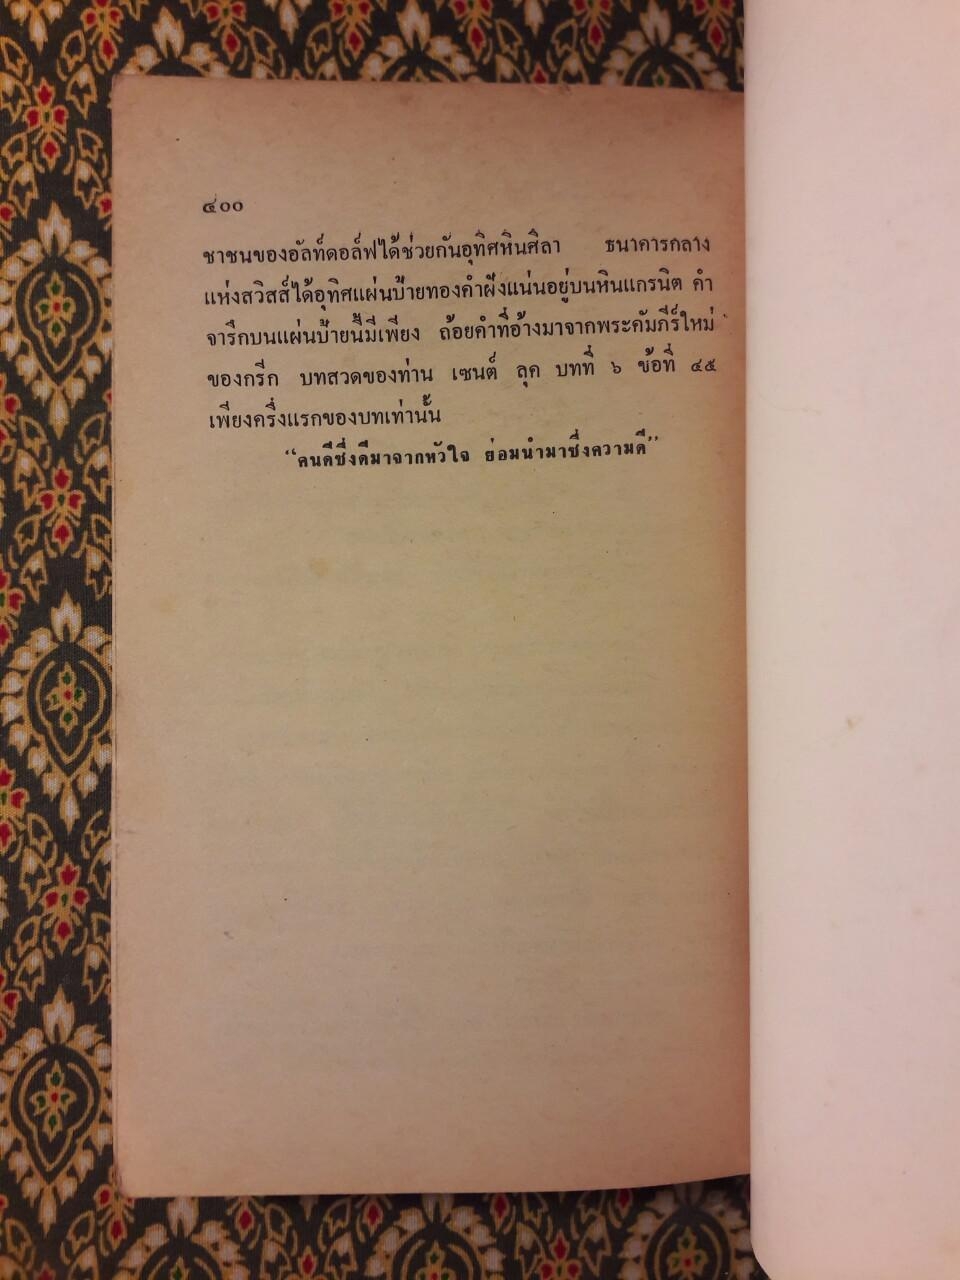 ๔๐๐
ชาชนของอัลท์ดอล์ฟได้ช่วยกันอุทิศหินศิลา ธนาคารกลาง
แห่งสวิสส์ได้อุทิศแผ่นป้ายทองคำฝังแน่นอยู่บนหินแกรนิต คำ
จารึกบนแผ่นป้ายนี้มีเพียง ถ้อยคำที่อ้างมาจากพระคัมภีร์ใหม่
ของกรีก บทสวดของท่าน เซนต์ ลุค บทที่ ๖ ข้อที่ ๔๕
เพียงครึ่งแรกของบทเท่านั้น
“คนดีซึ่งดีมาจากหัวใจ ย่อมนำมาซึ่งความดี”